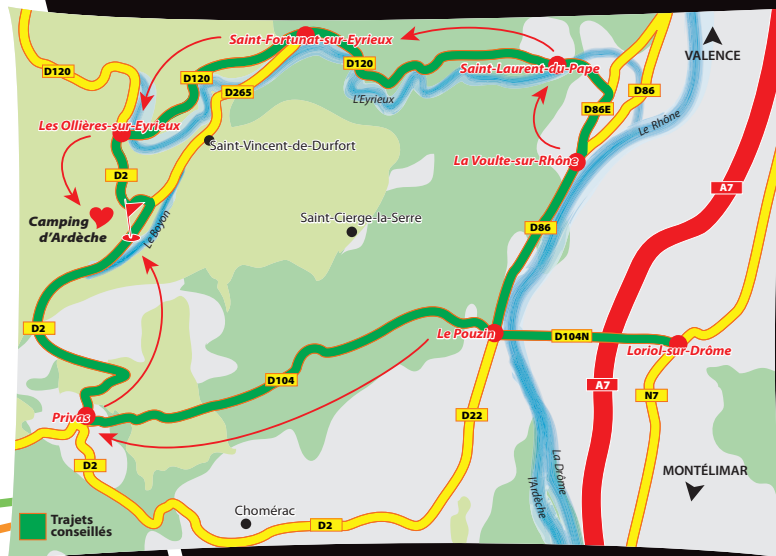 Saint-Fortunat-sur-Eyrieux
VALENCE
D120
D120
D120
Saint-Laurent-du-Pape
D265
L'Eyrieux
D86
D86E
Le Rhône
Les Ollières-sur-Eyrieux
Saint-Vincent-de-Durfort
La Voulte-sur-Rhône
D2
A7
Camping
d'Ardèche
Le Boyon
Saint-Cierge-la-Serre
D86
D2
Le Pouzin
D104N
Loriol-sur-Drôme
D104
A7
N7
Privas
D22
D2
MONTÉLIMAR
La Drôme
l'Ardèche
Chomérac
D2
Trajets
conseillés